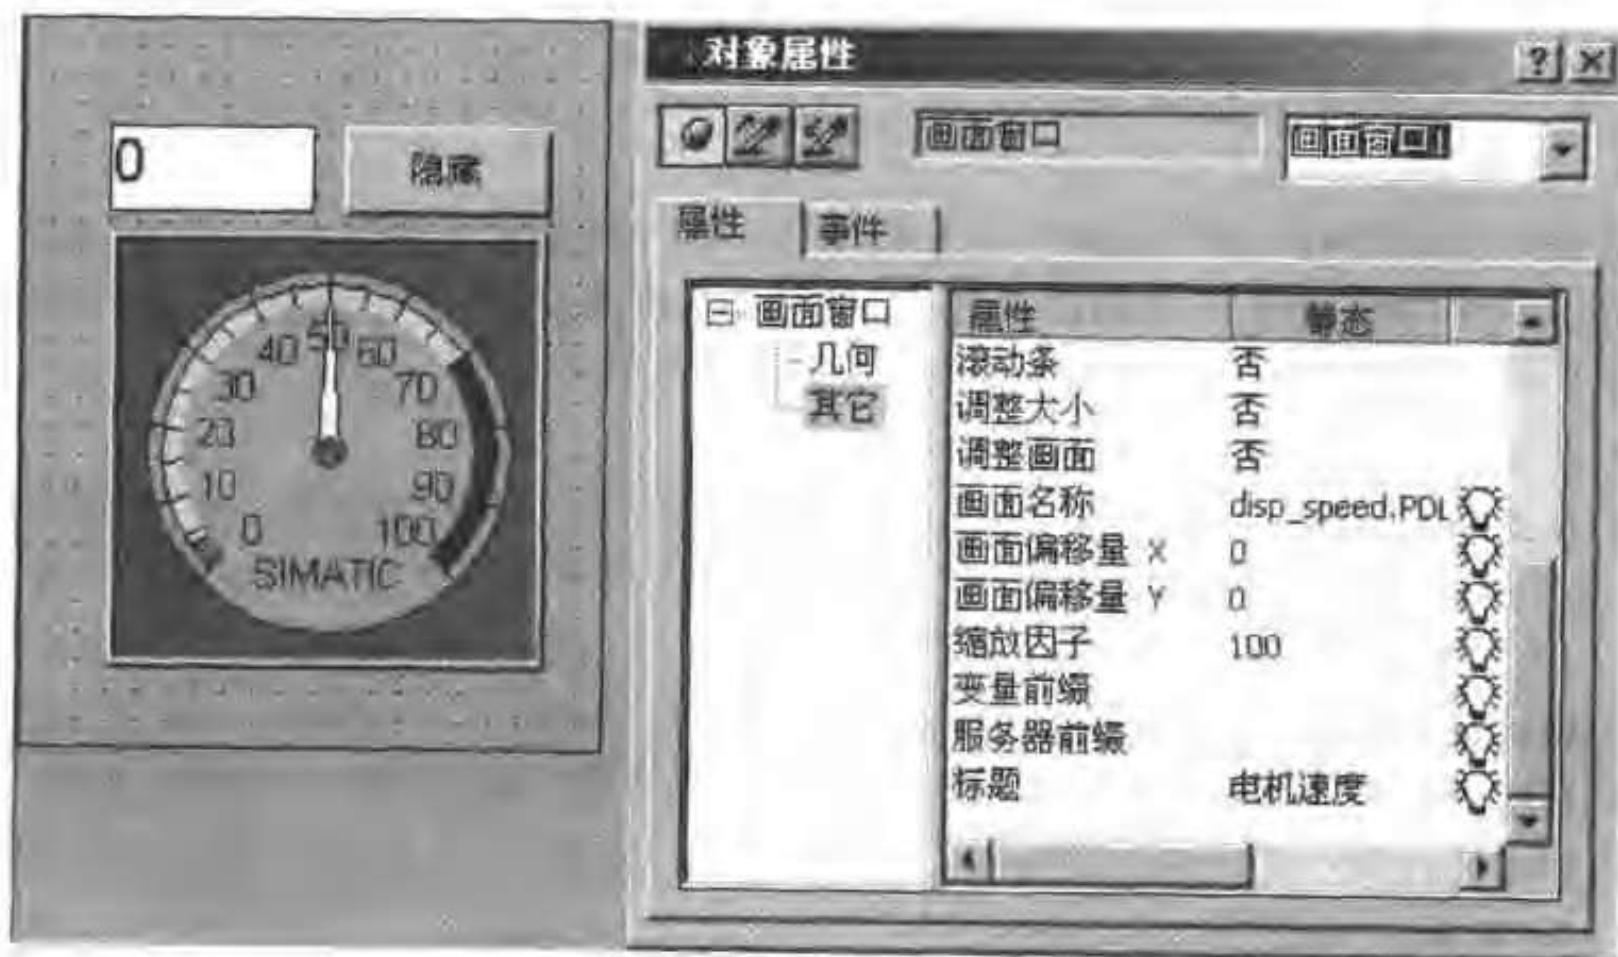 0
隐藏
40 50 60
30 70
20 80
10 90
0 100
SIMATIC
对象属性
画面窗口 画面窗口1
属性 事件
画面窗口
几何
其它
属性 静态
滚动条 否
调整大小 否
调整画面 否
画面名称 disp_speed.PDL
画面偏移量 X 0
画面偏移量 Y 0
缩放因子 100
变量前缀
服务器前缀
标题 电机速度